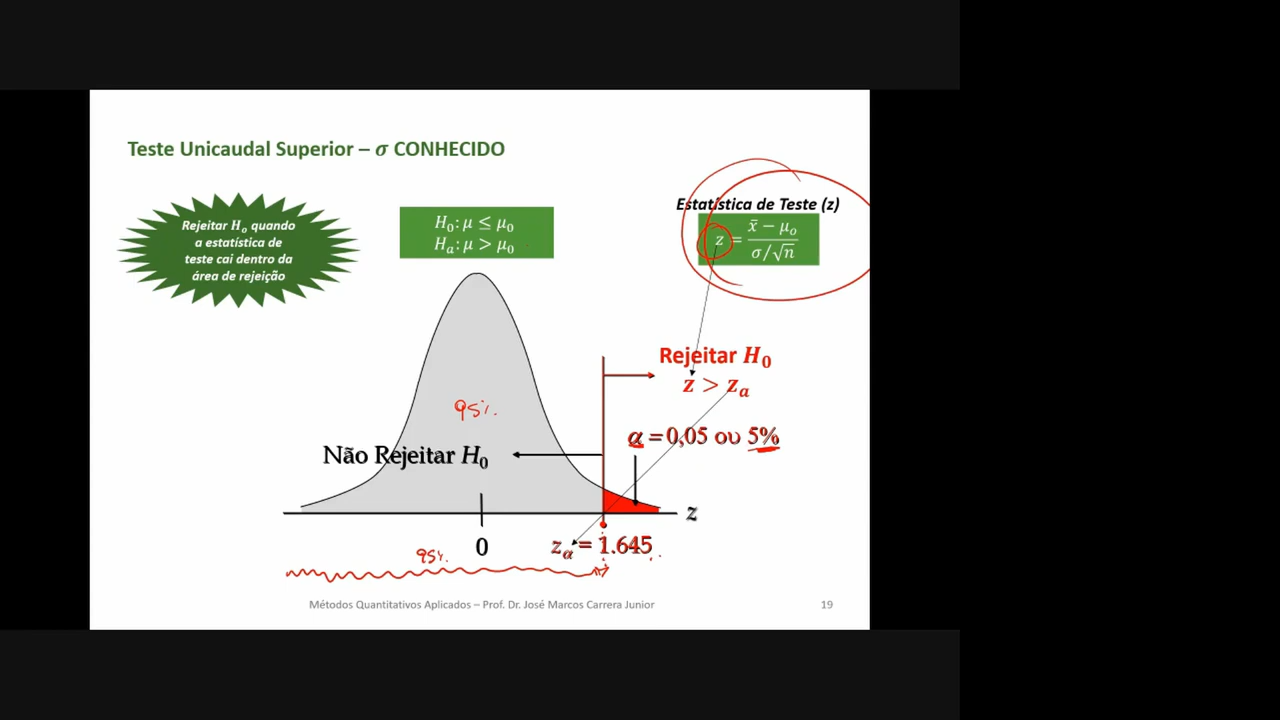 Teste Unicaudal Superior – σ CONHECIDO
Rejeitar H₀ quando
a estatística de
teste cai dentro da
área de rejeição
H₀: μ ≤ μ₀
Hₐ: μ > μ₀
Estatística de Teste (z)
z = (x̄ − μₒ) / (σ/√n)
Rejeitar H₀
z > zₐ
95%.
α = 0,05 ou 5%
Não Rejeitar H₀
z
0
z_α = 1.645
95%.
Métodos Quantitativos Aplicados – Prof. Dr. José Marcos Carrera Junior
19